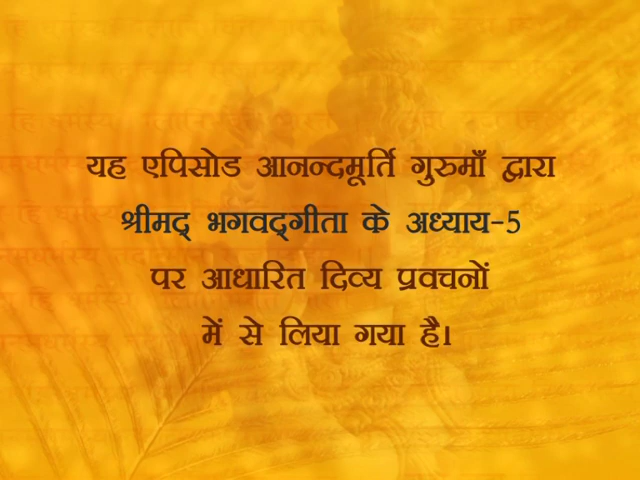 यह एपिसोड आनन्दमूर्ति गुरुमाँ द्वारा
श्रीमद् भगवद्गीता के अध्याय-5
पर आधारित दिव्य प्रवचनों
में से लिया गया है।